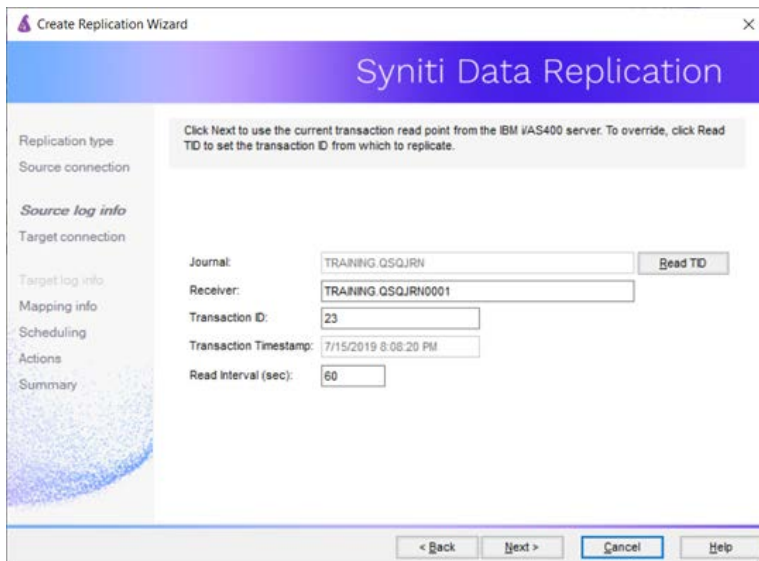 Create Replication Wizard
Syniti Data Replication
Replication type
Source connection
Source log info
Target connection
Target log info
Mapping info
Scheduling
Actions
Summary
Click Next to use the current transaction read point from the IBM i/AS400 server. To override, click Read
TID to set the transaction ID from which to replicate.
Journal: TRAINING.QSQJRN Read TID
Receiver: TRAINING.QSQJRN0001
Transaction ID: 23
Transaction Timestamp: 7/15/2019 8:08:20 PM
Read Interval (sec): 60
< Back Next > Cancel Help